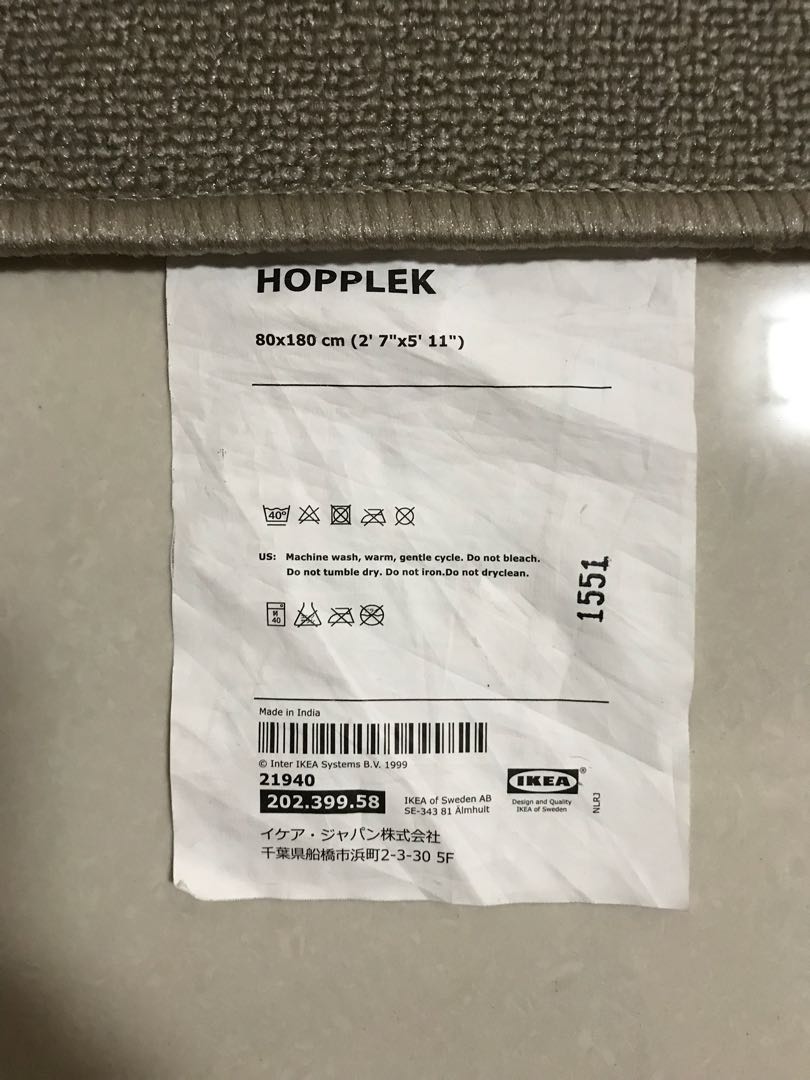 HOPPLEK
80x180 cm (2' 7"x5' 11")
40°
US: Machine wash, warm, gentle cycle. Do not bleach.
Do not tumble dry. Do not iron.Do not dryclean.
1551
40
Made in India
© Inter IKEA Systems B.V. 1999
21940
202.399.58
IKEA of Sweden AB
SE-343 81 Älmhult
IKEA®
Design and Quality
IKEA of Sweden
NLRJ
イケア・ジャパン株式会社
千葉県船橋市浜町2-3-30 5F